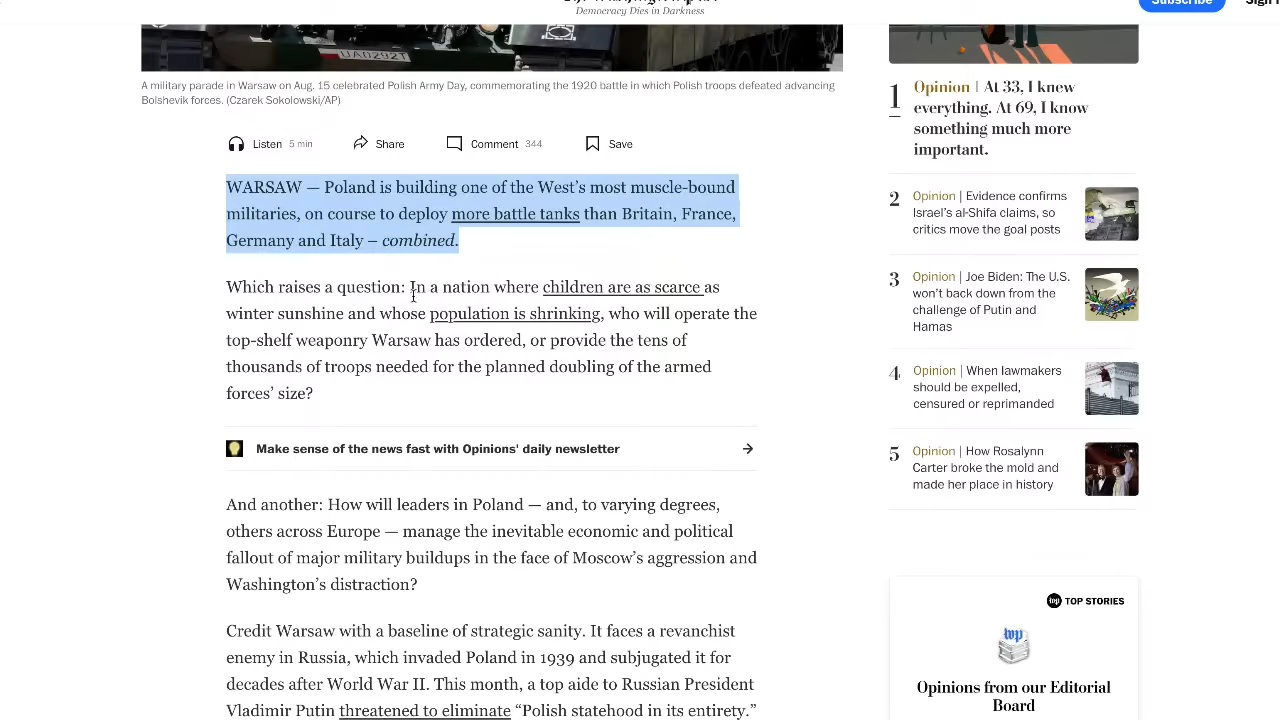 Democracy Dies in Darkness
Subscribe
UA0292T
A military parade in Warsaw on Aug. 15 celebrated Polish Army Day, commemorating the 1920 battle in which Polish troops defeated advancing
Bolshevik forces. (Czarek Sokolowski/AP)
Listen 5 min
Share
Comment 344
Save
WARSAW — Poland is building one of the West’s most muscle-bound
militaries, on course to deploy more battle tanks than Britain, France,
Germany and Italy – combined.
Which raises a question: In a nation where children are as scarce as
winter sunshine and whose population is shrinking, who will operate the
top-shelf weaponry Warsaw has ordered, or provide the tens of
thousands of troops needed for the planned doubling of the armed
forces’ size?
Make sense of the news fast with Opinions' daily newsletter
And another: How will leaders in Poland — and, to varying degrees,
others across Europe — manage the inevitable economic and political
fallout of major military buildups in the face of Moscow’s aggression and
Washington’s distraction?
Credit Warsaw with a baseline of strategic sanity. It faces a revanchist
enemy in Russia, which invaded Poland in 1939 and subjugated it for
decades after World War II. This month, a top aide to Russian President
Vladimir Putin threatened to eliminate “Polish statehood in its entirety.”
1
Opinion | At 33, I knew
everything. At 69, I know
something much more
important.
2
Opinion | Evidence confirms
Israel’s al-Shifa claims, so
critics move the goal posts
3
Opinion | Joe Biden: The U.S.
won’t back down from the
challenge of Putin and
Hamas
4
Opinion | When lawmakers
should be expelled,
censured or reprimanded
5
Opinion | How Rosalynn
Carter broke the mold and
made her place in history
wp TOP STORIES
wp
Opinions from our Editorial
Board